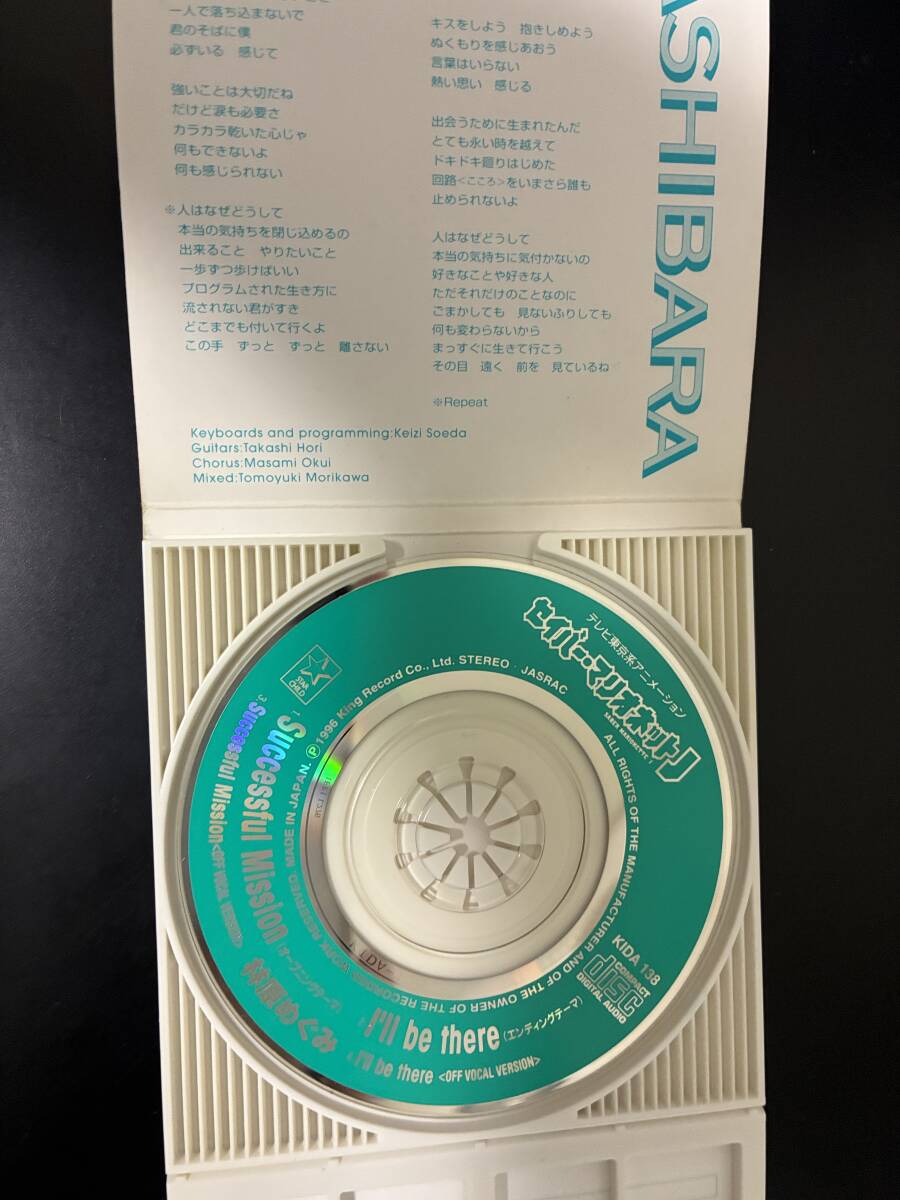 一人で落ち込まないで
君のそばに僕
必ずいる　感じて
強いことは大切だね
だけど涙も必要さ
カラカラ乾いた心じゃ
何もできないよ
何も感じられない
※人はなぜどうして
本当の気持ちを閉じ込めるの
出来ること　やりたいこと
一歩ずつ歩けばいい
プログラムされた生き方に
流されない君がすき
どこまでも付いて行くよ
この手　ずっと　ずっと　離さない
キスをしよう　抱きしめよう
ぬくもりを感じあおう
言葉はいらない
熱い思い　感じる
出会うために生まれたんだ
とても永い時を越えて
ドキドキ廻りはじめた
回路<こころ>をいまさら誰も
止められないよ
人はなぜどうして
本当の気持ちに気付かないの
好きなことや好きな人
ただそれだけのことなのに
ごまかしても　見ないふりしても
何も変わらないから
まっすぐに生きて行こう
その目　遠く　前を　見ているね
※Repeat
ASHIBARA
Keyboards and programming:Keizi Soeda
Guitars:Takashi Hori
Chorus:Masami Okui
Mixed:Tomoyuki Morikawa
テレビ東京系アニメーション
セイバーマリオネットJ
SABER MARIONETTE J
STAR CHILD
Ⓟ1996 King Record Co., Ltd. STEREO · JASRAC
ALL RIGHTS OF THE MANUFACTURER AND OF THE OWNER OF THE RECORDED WORK RESERVED. MADE IN JAPAN.
KIDA 138
COMPACT
disc
DIGITAL AUDIO
1. Successful Mission (オープニングテーマ)
I'll be there (エンディングテーマ)
3. Successful Mission <OFF VOCAL VERSION>
I'll be there <OFF VOCAL VERSION>
林原めぐみ